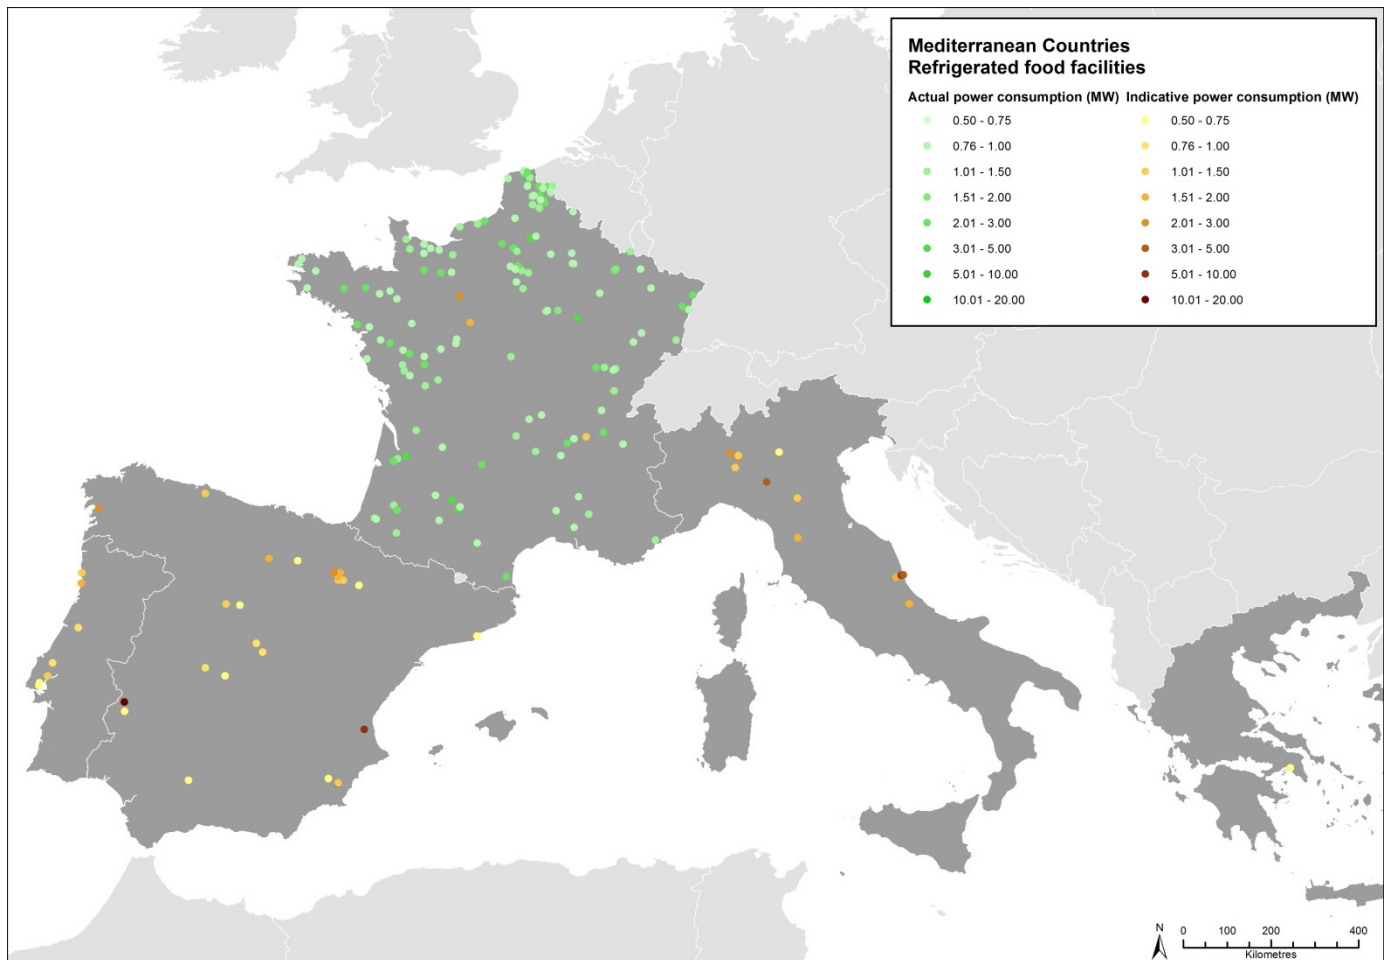 Mediterranean Countries
Refrigerated food facilities
Actual power consumption (MW) Indicative power consumption (MW)
0.50 - 0.75 0.50 - 0.75
0.76 - 1.00 0.76 - 1.00
1.01 - 1.50 1.01 - 1.50
1.51 - 2.00 1.51 - 2.00
2.01 - 3.00 2.01 - 3.00
3.01 - 5.00 3.01 - 5.00
5.01 - 10.00 5.01 - 10.00
10.01 - 20.00 10.01 - 20.00
N
0 100 200 400
Kilometres